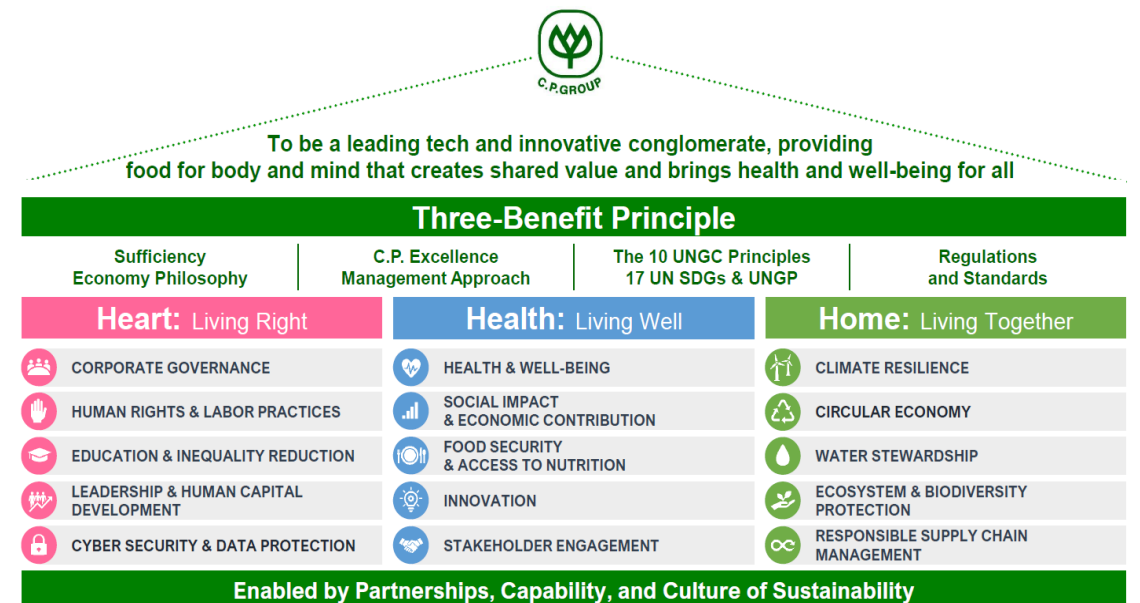 C.P.GROUP
To be a leading tech and innovative conglomerate, providing
food for body and mind that creates shared value and brings health and well-being for all
Three-Benefit Principle
Sufficiency
Economy Philosophy
C.P. Excellence
Management Approach
The 10 UNGC Principles
17 UN SDGs & UNGP
Regulations
and Standards
Heart: Living Right
CORPORATE GOVERNANCE
HUMAN RIGHTS & LABOR PRACTICES
EDUCATION & INEQUALITY REDUCTION
LEADERSHIP & HUMAN CAPITAL
DEVELOPMENT
CYBER SECURITY & DATA PROTECTION
Health: Living Well
HEALTH & WELL-BEING
SOCIAL IMPACT
& ECONOMIC CONTRIBUTION
FOOD SECURITY
& ACCESS TO NUTRITION
INNOVATION
STAKEHOLDER ENGAGEMENT
Home: Living Together
CLIMATE RESILIENCE
CIRCULAR ECONOMY
WATER STEWARDSHIP
ECOSYSTEM & BIODIVERSITY
PROTECTION
RESPONSIBLE SUPPLY CHAIN
MANAGEMENT
Enabled by Partnerships, Capability, and Culture of Sustainability